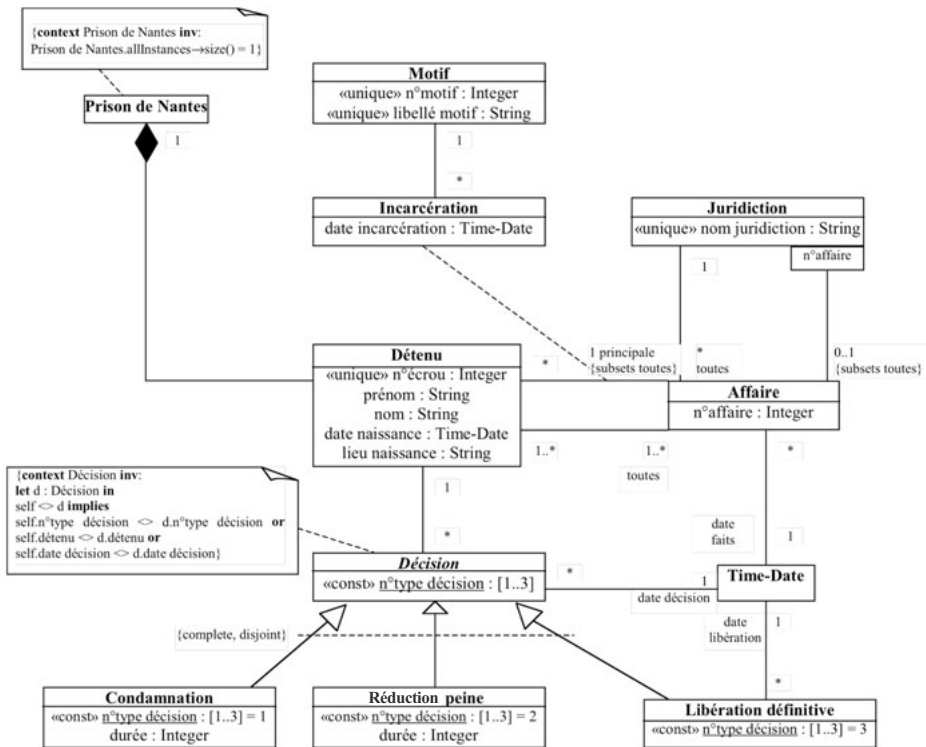 {context Prison de Nantes inv:
Prison de Nantes.allInstances→size() = 1}
Prison de Nantes
1
Motif
«unique» n°motif : Integer
«unique» libellé motif : String
1
*
Incarcération
date incarcération : Time-Date
Juridiction
«unique» nom juridiction : String
n°affaire
1
*
toutes
0..1
{subsets toutes}
Détenu
«unique» n°écrou : Integer
prénom : String
nom : String
date naissance : Time-Date
lieu naissance : String
*
1 principale
{subsets toutes}
Affaire
n°affaire : Integer
1..*
1..*
toutes
*
date
faits
1
{context Décision inv:
let d : Décision in
self <> d implies
self.n°type décision <> d.n°type décision or
self.détenu <> d.détenu or
self.date décision <> d.date décision}
1
*
Décision
«const» n°type décision : [1..3]
*
1
date décision
Time-Date
date
libération
1
*
{complete, disjoint}
Condamnation
«const» n°type décision : [1..3] = 1
durée : Integer
Réduction peine
«const» n°type décision : [1..3] = 2
durée : Integer
Libération définitive
«const» n°type décision : [1..3] = 3